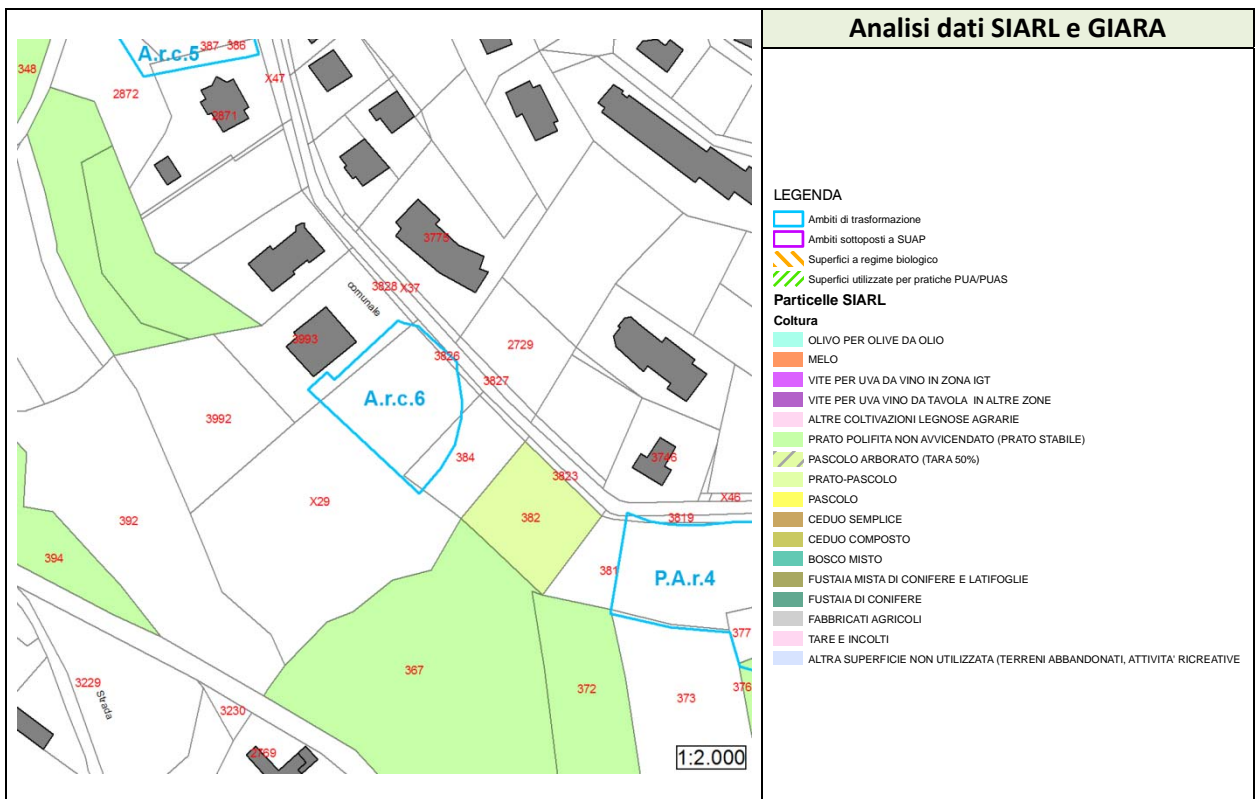 Analisi dati SIARL e GIARA
A.r.c.5
387
386
348
X47
2872
2871
3775
3828
X37
comunale
3993
3826
2729
3827
A.r.c.6
3992
384
3823
3746
X46
X29
382
3819
392
394
381
P.A.r.4
377
367
372
376
373
3229
Strada
3230
2769
1:2.000
LEGENDA
Ambiti di trasformazione
Ambiti sottoposti a SUAP
Superfici a regime biologico
Superfici utilizzate per pratiche PUA/PUAS
Particelle SIARL
Coltura
OLIVO PER OLIVE DA OLIO
MELO
VITE PER UVA DA VINO IN ZONA IGT
VITE PER UVA VINO DA TAVOLA IN ALTRE ZONE
ALTRE COLTIVAZIONI LEGNOSE AGRARIE
PRATO POLIFITA NON AVVICENDATO (PRATO STABILE)
PASCOLO ARBORATO (TARA 50%)
PRATO-PASCOLO
PASCOLO
CEDUO SEMPLICE
CEDUO COMPOSTO
BOSCO MISTO
FUSTAIA MISTA DI CONIFERE E LATIFOGLIE
FUSTAIA DI CONIFERE
FABBRICATI AGRICOLI
TARE E INCOLTI
ALTRA SUPERFICIE NON UTILIZZATA (TERRENI ABBANDONATI, ATTIVITA' RICREATIVE